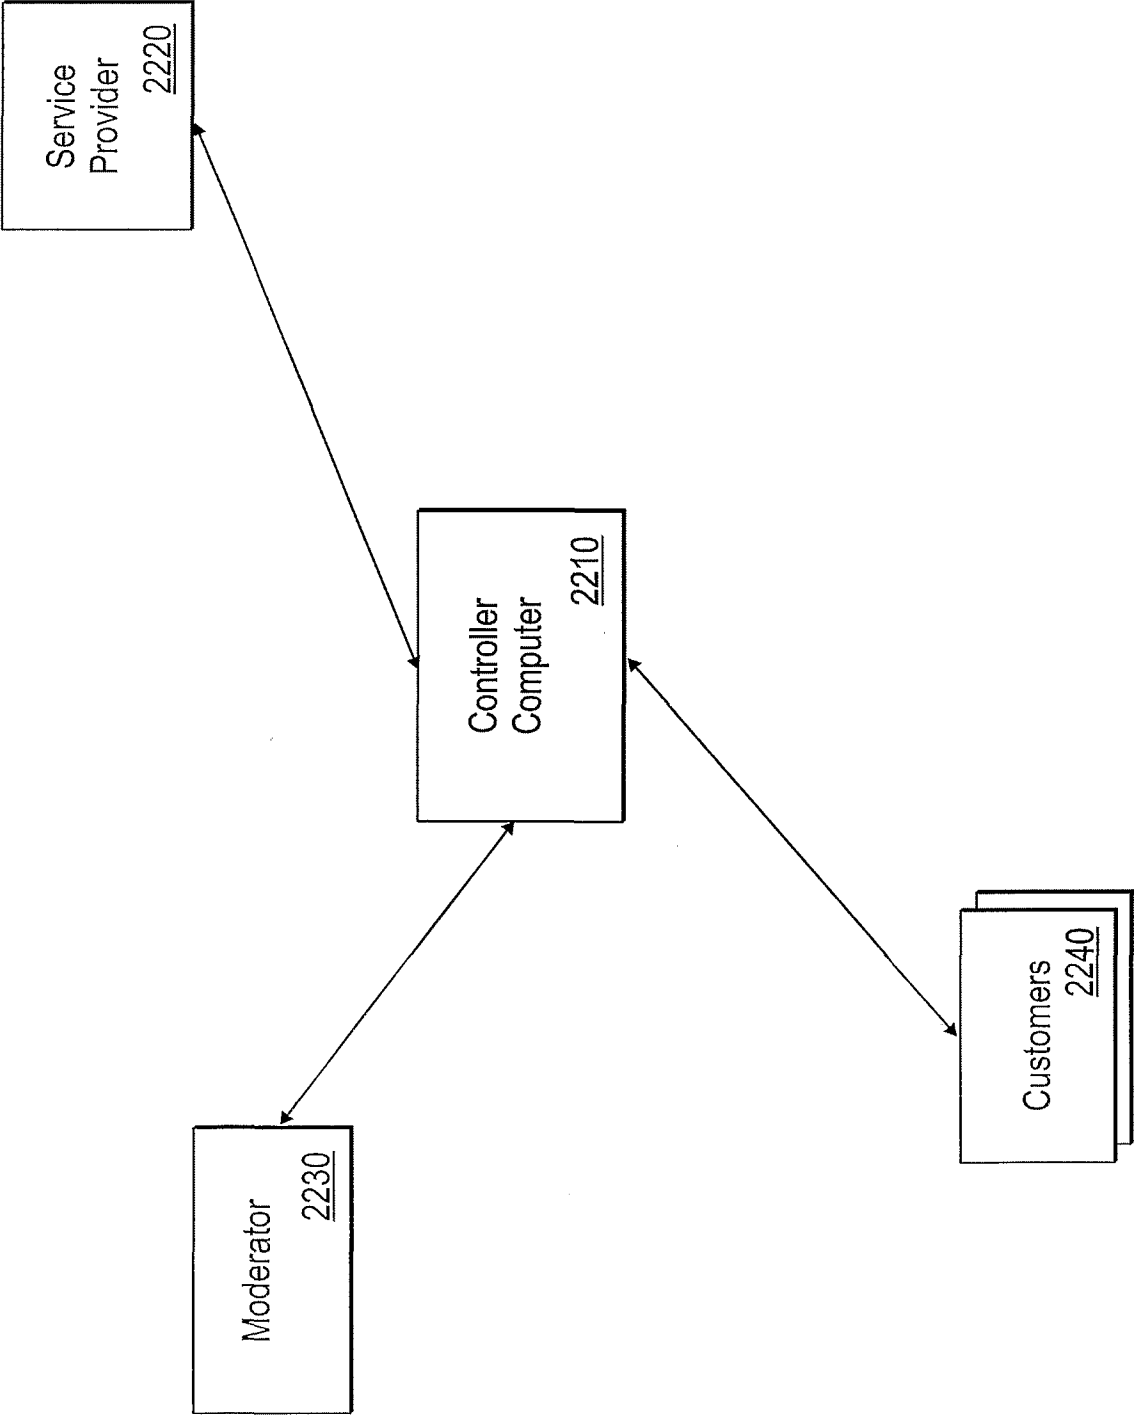 Moderator
2230
Service
Provider
2220
Controller
Computer
2210
Customers
2240